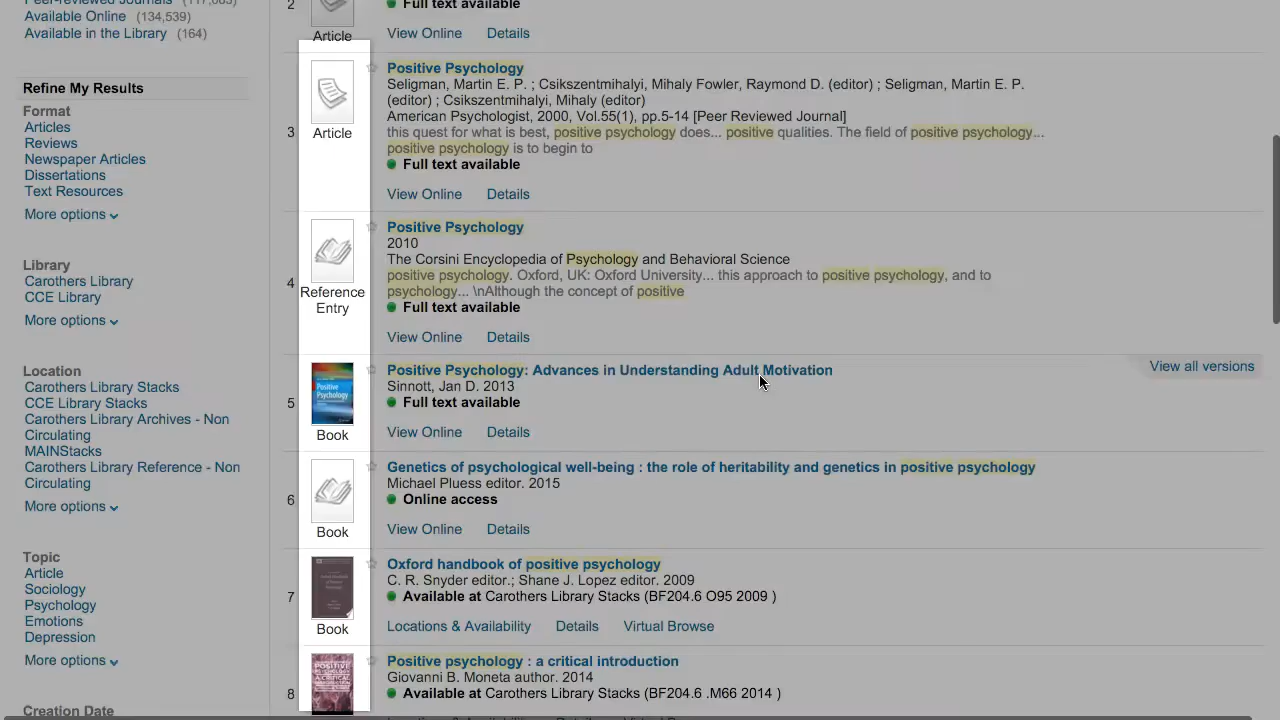 Peer-reviewed Journals (117,083)
Available Online (134,539)
Available in the Library (164)
Refine My Results
Format
Articles
Reviews
Newspaper Articles
Dissertations
Text Resources
More options
Library
Carothers Library
CCE Library
More options
Location
Carothers Library Stacks
CCE Library Stacks
Carothers Library Archives - Non
Circulating
MAINStacks
Carothers Library Reference - Non
Circulating
More options
Topic
Article
Sociology
Psychology
Emotions
Depression
More options
Creation Date
2
Article
Full text available
View Online Details
3
Article
Positive Psychology
Seligman, Martin E. P. ; Csikszentmihalyi, Mihaly Fowler, Raymond D. (editor) ; Seligman, Martin E. P.
(editor) ; Csikszentmihalyi, Mihaly (editor)
American Psychologist, 2000, Vol.55(1), pp.5-14 [Peer Reviewed Journal]
this quest for what is best, positive psychology does... positive qualities. The field of positive psychology...
positive psychology is to begin to
Full text available
View Online Details
4
Reference
Entry
Positive Psychology
2010
The Corsini Encyclopedia of Psychology and Behavioral Science
positive psychology. Oxford, UK: Oxford University... this approach to positive psychology, and to
psychology... \nAlthough the concept of positive
Full text available
View Online Details
5
Positive
Psychology
Book
Positive Psychology: Advances in Understanding Adult Motivation
View all versions
Sinnott, Jan D. 2013
Full text available
View Online Details
6
Book
Genetics of psychological well-being : the role of heritability and genetics in positive psychology
Michael Pluess editor. 2015
Online access
View Online Details
7
Book
Oxford handbook of positive psychology
C. R. Snyder editor.; Shane J. Lopez editor. 2009
Available at Carothers Library Stacks (BF204.6 O95 2009 )
Locations & Availability Details Virtual Browse
8
POSITIVE
PSYCHOLOGY
A CRITICAL
INTRODUCTION
Positive psychology : a critical introduction
Giovanni B. Moneta author. 2014
Available at Carothers Library Stacks (BF204.6 .M66 2014 )